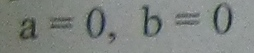 a = 0, b = 0